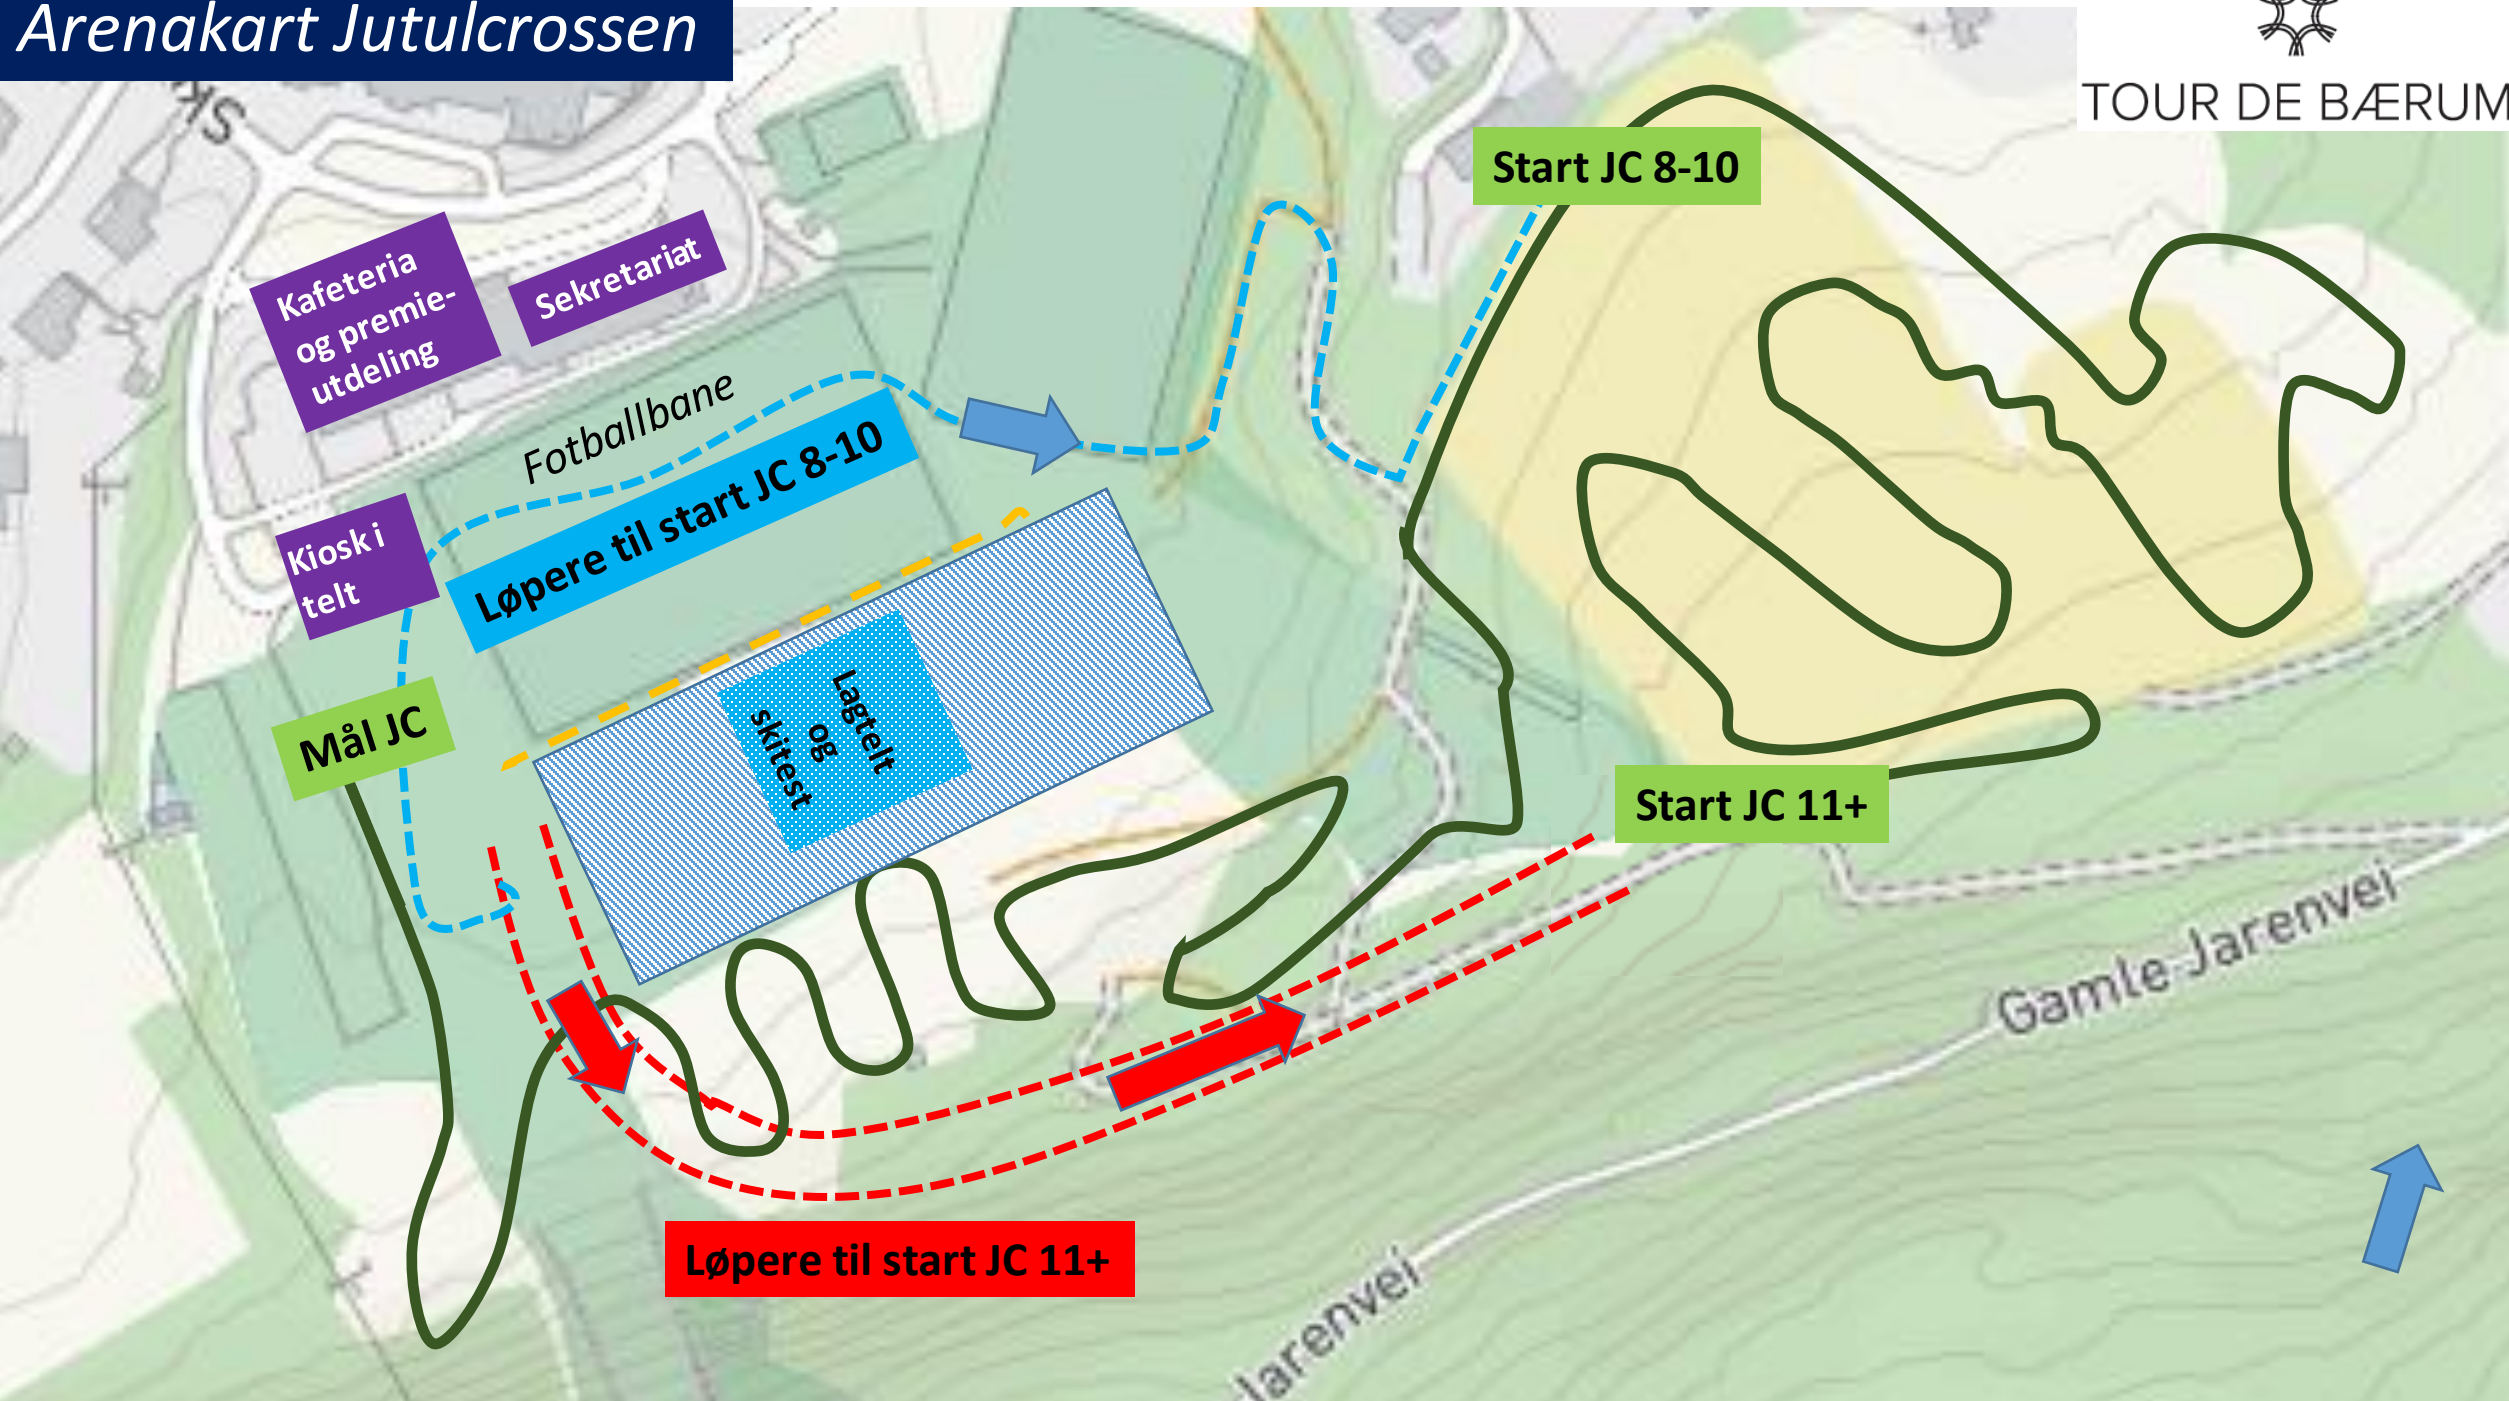 Arenakart Jutulcrossen
TOUR DE BÆRUM
Sk
Start JC 8-10
Kafeteria
og premie-
utdeling
Sekretariat
Fotballbane
Løpere til start JC 8-10
Kiosk i
telt
Mål JC
Lagtelt
og
skitest
Start JC 11+
Gamle Jarenvei
Løpere til start JC 11+
Jarenvei